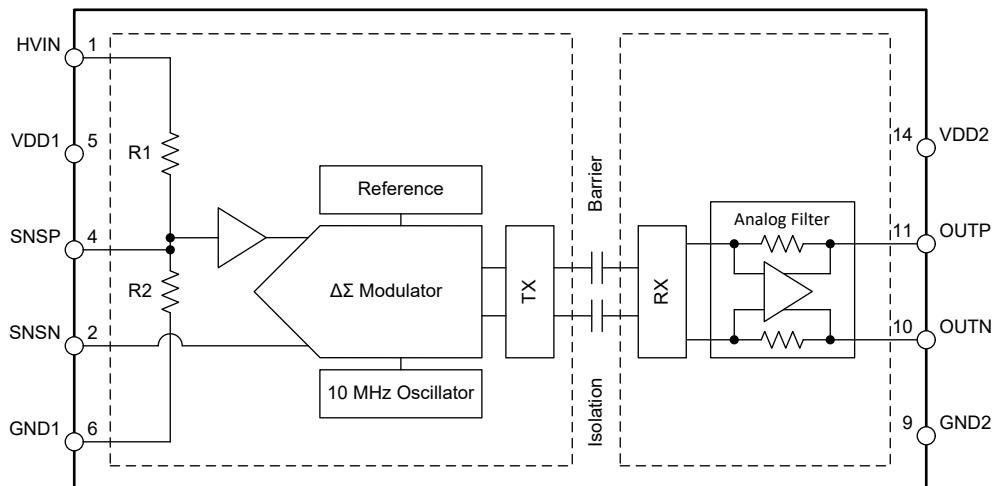 HVIN 1
VDD1 5
R1
SNSP 4
R2
SNSN 2
GND1 6
Reference
ΔΣ Modulator
10 MHz Oscillator
TX
Barrier
Isolation
RX
Analog Filter
14 VDD2
11 OUTP
10 OUTN
9 GND2